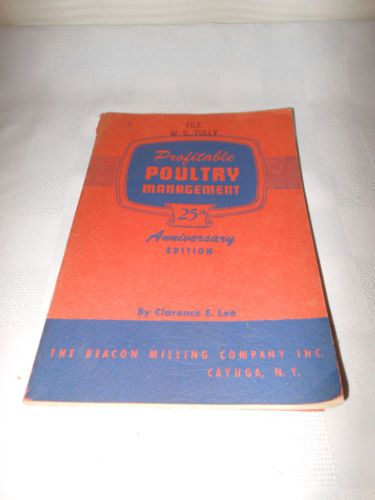 FILE
W. C. TULLY
Profitable
POULTRY
MANAGEMENT
25th
Anniversary
EDITION
By Clarence E. Lee
THE BEACON MILLING COMPANY INC.
CAYUGA, N. Y.